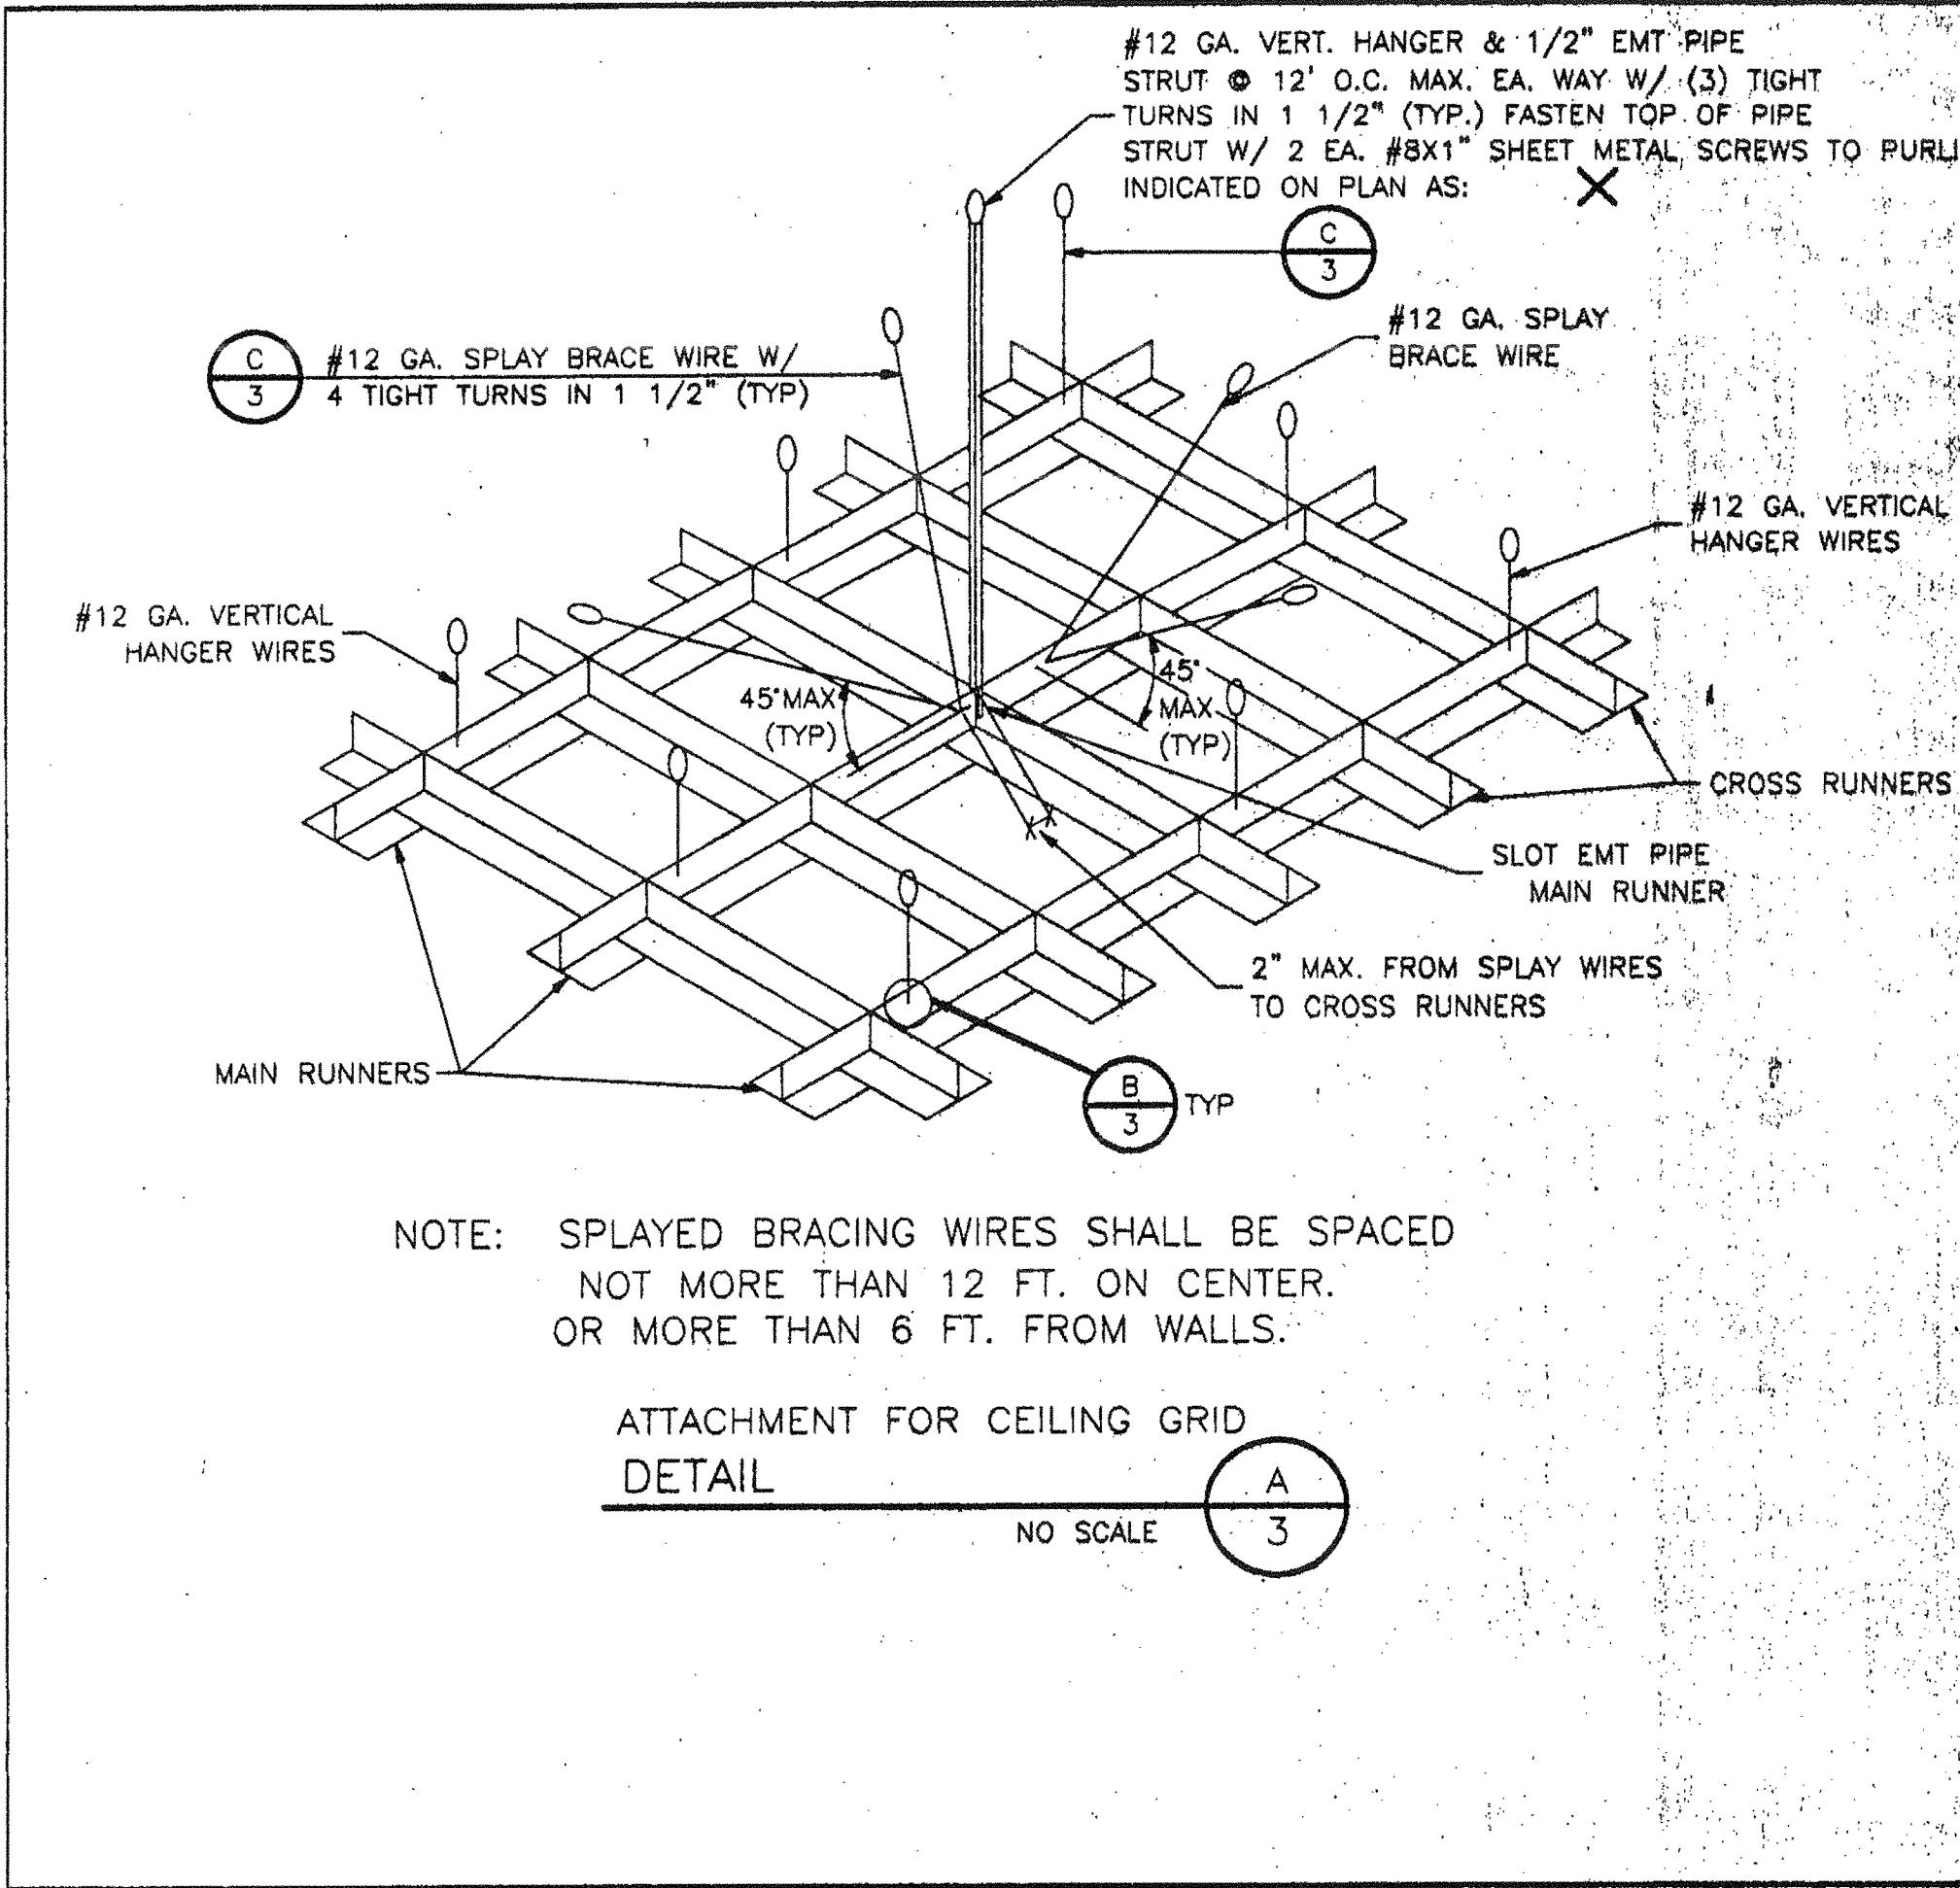 #12 GA. VERT. HANGER & 1/2" EMT PIPE
STRUT @ 12' O.C. MAX. EA. WAY W/ (3) TIGHT
TURNS IN 1 1/2" (TYP.) FASTEN TOP OF PIPE
STRUT W/ 2 EA. #8X1" SHEET METAL SCREWS TO PURLI
INDICATED ON PLAN AS: X
C
3
#12 GA. SPLAY
BRACE WIRE
C
3
#12 GA. SPLAY BRACE WIRE W/
4 TIGHT TURNS IN 1 1/2" (TYP)
#12 GA. VERTICAL
HANGER WIRES
#12 GA. VERTICAL
HANGER WIRES
45° MAX
(TYP)
45°
MAX
(TYP)
CROSS RUNNERS
SLOT EMT PIPE
MAIN RUNNER
2" MAX. FROM SPLAY WIRES
TO CROSS RUNNERS
MAIN RUNNERS
B
3
TYP
NOTE: SPLAYED BRACING WIRES SHALL BE SPACED
NOT MORE THAN 12 FT. ON CENTER.
OR MORE THAN 6 FT. FROM WALLS.
ATTACHMENT FOR CEILING GRID
DETAIL
NO SCALE
A
3